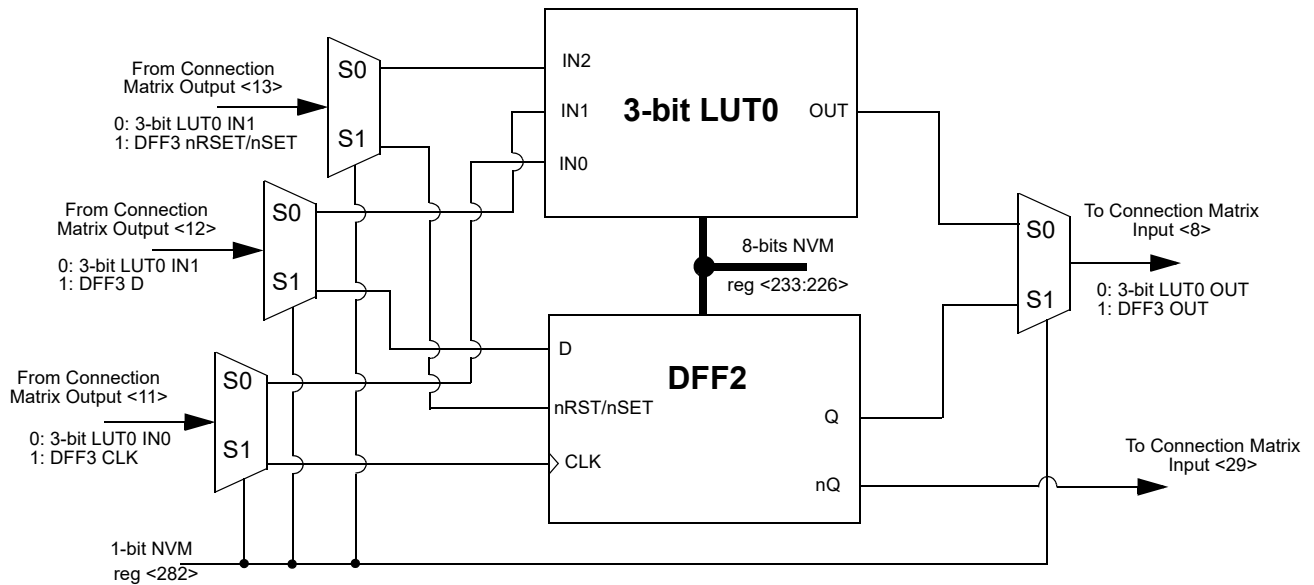 From Connection
Matrix Output <13>
0: 3-bit LUT0 IN1
1: DFF3 nRSET/nSET
S0
S1
From Connection
Matrix Output <12>
0: 3-bit LUT0 IN1
1: DFF3 D
S0
S1
From Connection
Matrix Output <11>
0: 3-bit LUT0 IN0
1: DFF3 CLK
S0
S1
1-bit NVM
reg <282>
IN2
IN1
IN0
3-bit LUT0
OUT
8-bits NVM
reg <233:226>
D
nRST/nSET
CLK
DFF2
Q
nQ
S0
S1
To Connection Matrix
Input <8>
0: 3-bit LUT0 OUT
1: DFF3 OUT
To Connection Matrix
Input <29>